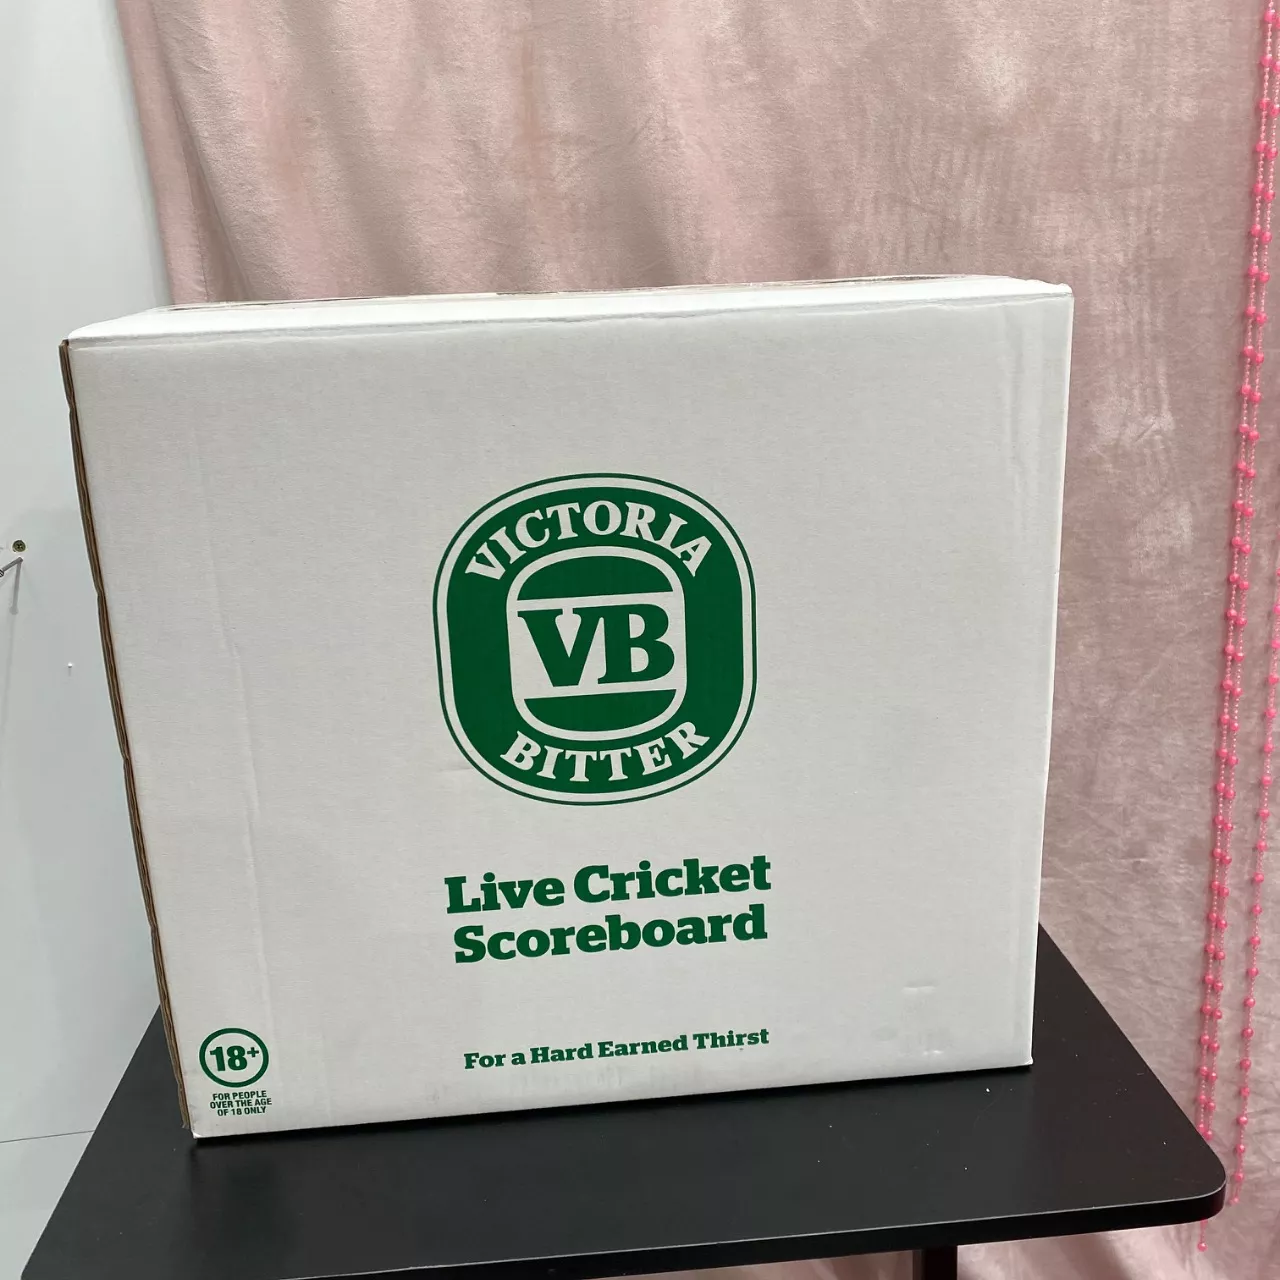 VICTORIA
VB
BITTER
Live Cricket
Scoreboard
For a Hard Earned Thirst
18+
FOR PEOPLE
OVER THE AGE
OF 18 ONLY